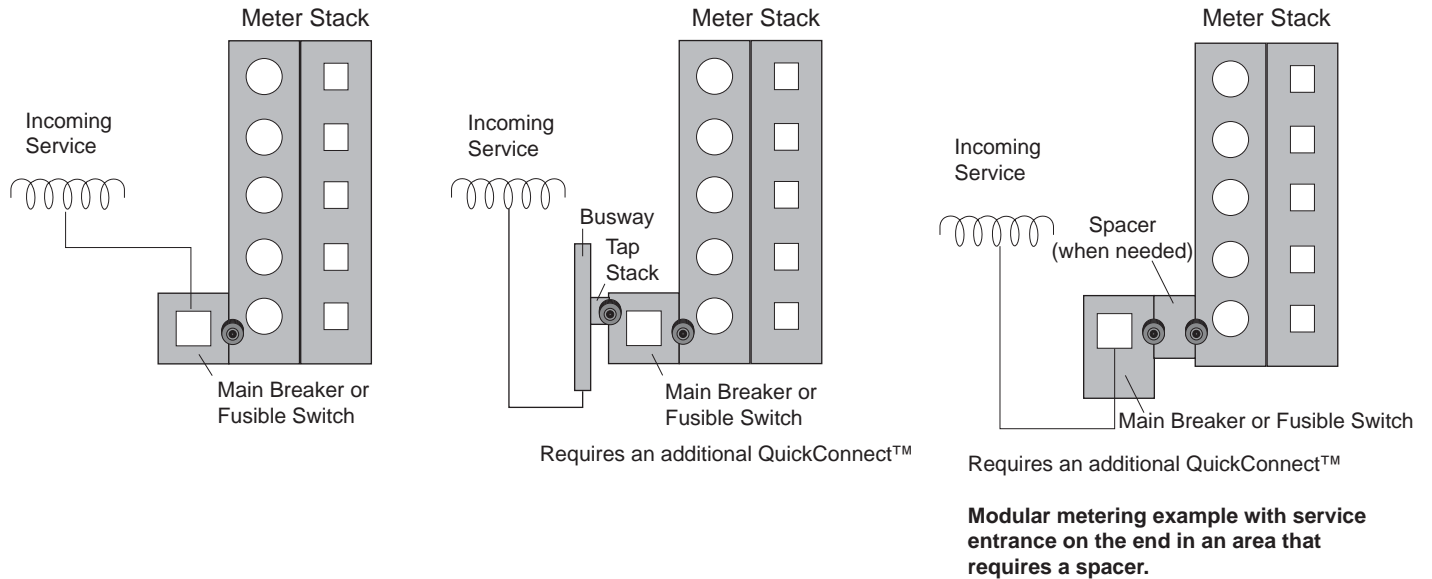 Meter Stack
Incoming
Service
Main Breaker or
Fusible Switch
Meter Stack
Incoming
Service
Busway
Tap
Stack
Main Breaker or
Fusible Switch
Requires an additional QuickConnect™
Meter Stack
Incoming
Service
Spacer
(when needed)
Main Breaker or Fusible Switch
Requires an additional QuickConnect™
Modular metering example with service
entrance on the end in an area that
requires a spacer.